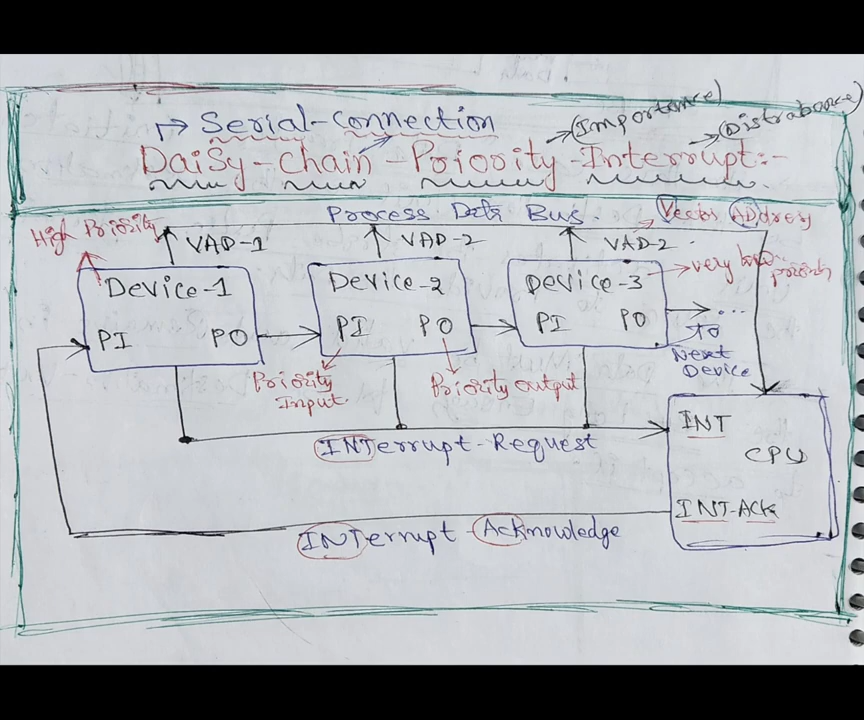 → Serial-connection
(Importance)
(Distrabance)
Daisy-Chain-Priority-Interrupt:-
Process Data Bus
Vector ADdress
High Priority
VAD-1
VAD-2
VAD-2
very low priority
Device-1
Device-2
Device-3
PI PO
PI PO
PI PO
...
To
Next
Device
Priority
Input
Priority output
INT
CPU
INT-ACK
INTerrupt-Request
INTerrupt-Acknowledge